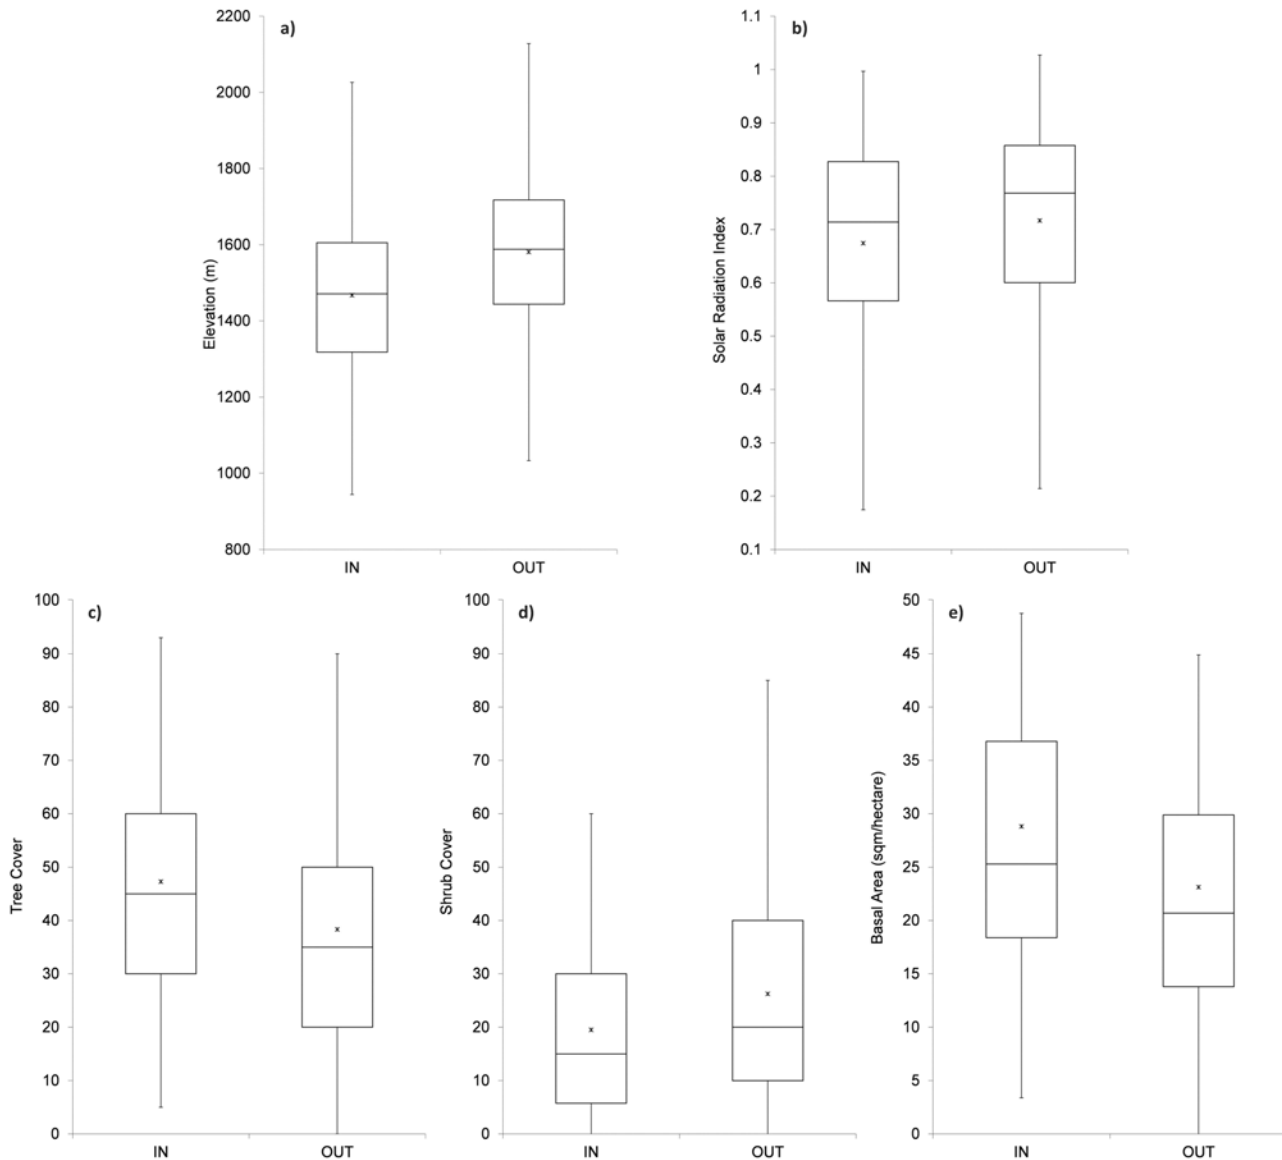 a)
Elevation (m)
2200
2000
1800
1600
1400
1200
1000
800
IN
OUT
b)
Solar Radiation Index
1.1
1
0.9
0.8
0.7
0.6
0.5
0.4
0.3
0.2
0.1
IN
OUT
c)
Tree Cover
100
90
80
70
60
50
40
30
20
10
0
IN
OUT
d)
Shrub Cover
100
90
80
70
60
50
40
30
20
10
0
IN
OUT
e)
Basal Area (sqm/hectare)
50
45
40
35
30
25
20
15
10
5
0
IN
OUT